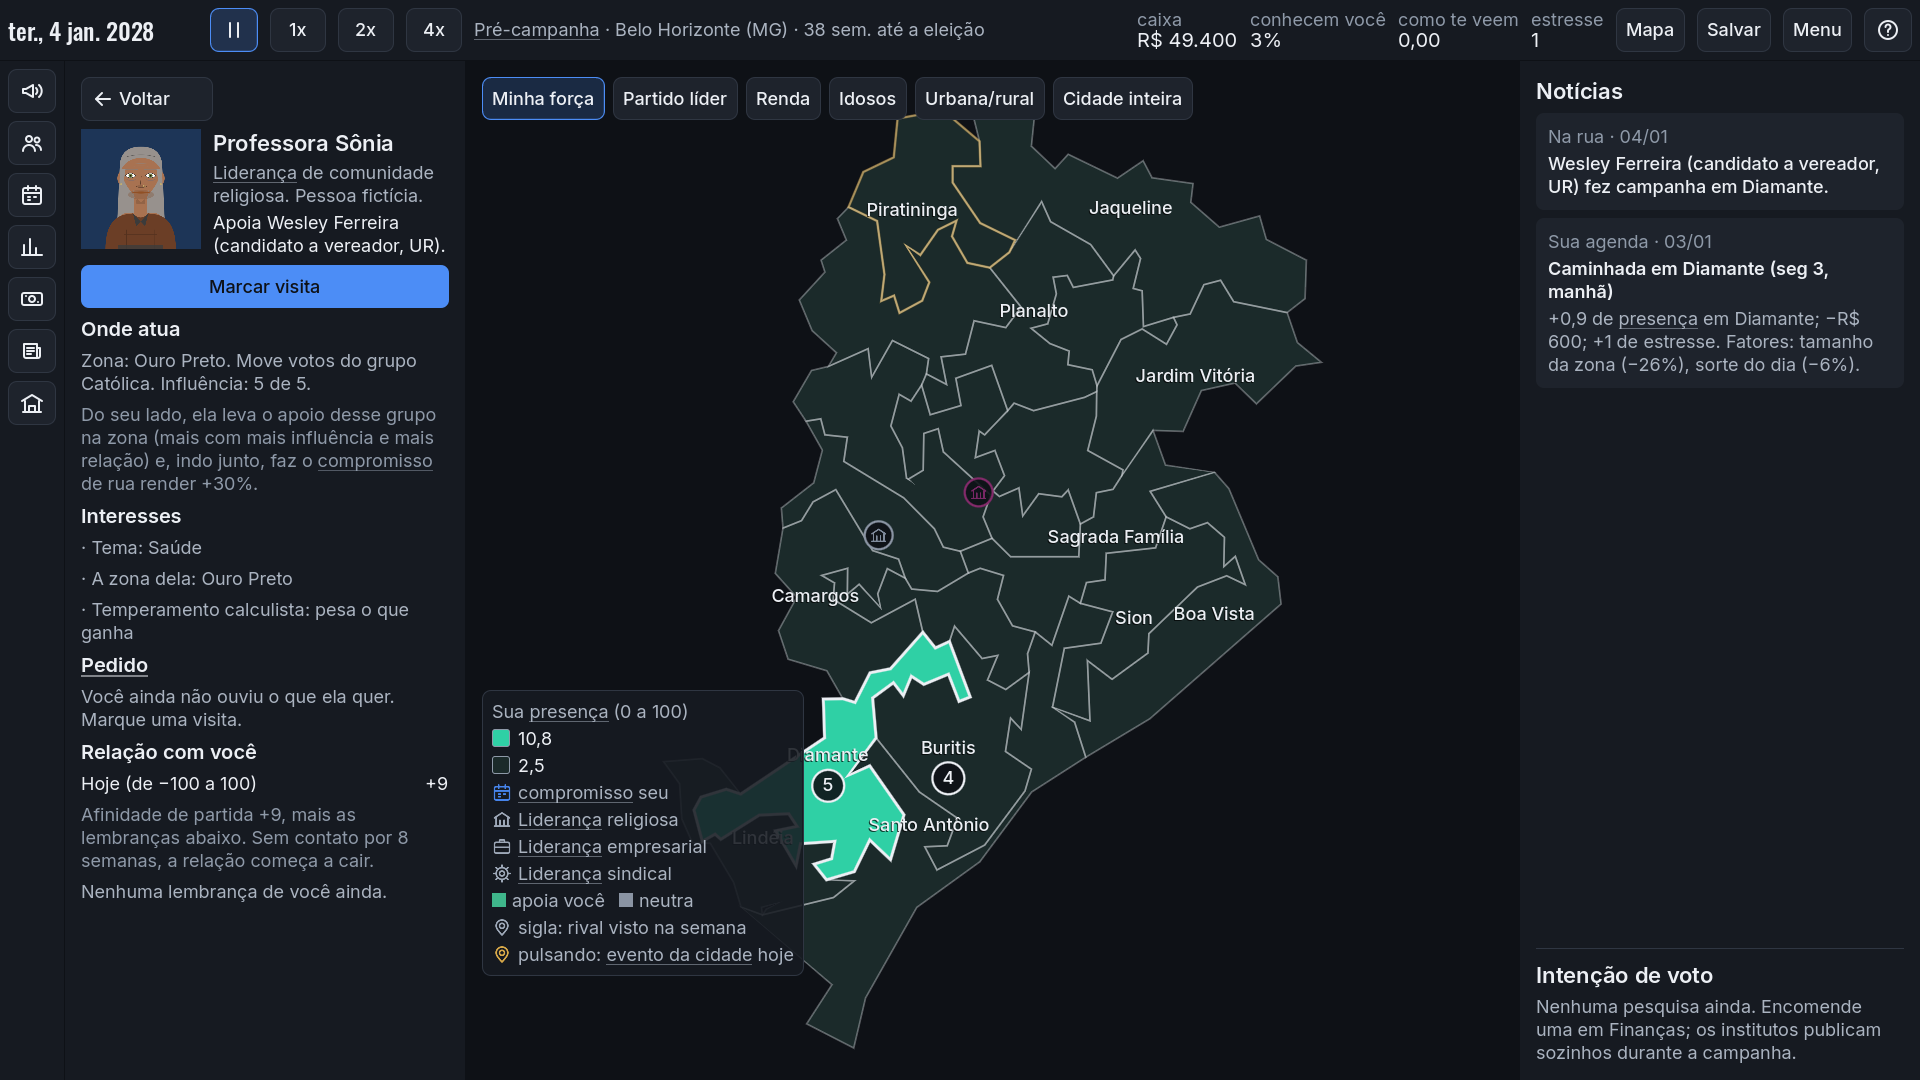 ter., 4 jan. 2028
1x
2x
4x
Pré-campanha · Belo Horizonte (MG) · 38 sem. até a eleição
caixa
R$ 49.400
conhecem você
3%
como te veem
0,00
estresse
1
Mapa
Salvar
Menu
Voltar
Professora Sônia
Liderança de comunidade
religiosa. Pessoa fictícia.
Apoia Wesley Ferreira
(candidato a vereador, UR).
Marcar visita
Onde atua
Zona: Ouro Preto. Move votos do grupo
Católica. Influência: 5 de 5.
Do seu lado, ela leva o apoio desse grupo
na zona (mais com mais influência e mais
relação) e, indo junto, faz o compromisso
de rua render +30%.
Interesses
· Tema: Saúde
· A zona dela: Ouro Preto
· Temperamento calculista: pesa o que
ganha
Pedido
Você ainda não ouviu o que ela quer.
Marque uma visita.
Relação com você
Hoje (de −100 a 100) +9
Afinidade de partida +9, mais as
lembranças abaixo. Sem contato por 8
semanas, a relação começa a cair.
Nenhuma lembrança de você ainda.
Minha força
Partido líder
Renda
Idosos
Urbana/rural
Cidade inteira
Piratininga
Jaqueline
Planalto
Jardim Vitória
Sagrada Família
Camargos
Sion
Boa Vista
Diamante
5
Buritis
4
Santo Antônio
Lindéia
Sua presença (0 a 100)
10,8
2,5
compromisso seu
Liderança religiosa
Liderança empresarial
Liderança sindical
apoia você
neutra
sigla: rival visto na semana
pulsando: evento da cidade hoje
Notícias
Na rua · 04/01
Wesley Ferreira (candidato a vereador,
UR) fez campanha em Diamante.
Sua agenda · 03/01
Caminhada em Diamante (seg 3,
manhã)
+0,9 de presença em Diamante; −R$
600; +1 de estresse. Fatores: tamanho
da zona (−26%), sorte do dia (−6%).
Intenção de voto
Nenhuma pesquisa ainda. Encomende
uma em Finanças; os institutos publicam
sozinhos durante a campanha.